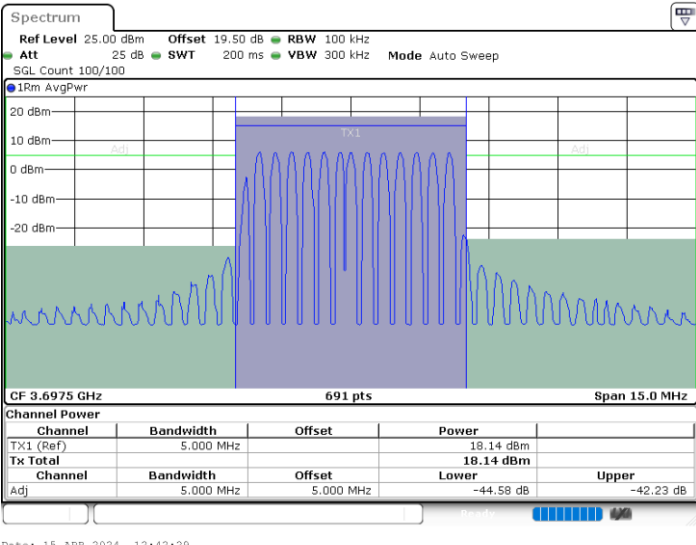 Spectrum
Ref Level 25.00 dBm Offset 19.50 dB RBW 100 kHz
Att 25 dB SWT 200 ms VBW 300 kHz Mode Auto Sweep
SGL Count 100/100
1Rm AvgPwr
20 dBm
TX1
10 dBm
Adj Adj
0 dBm
-10 dBm
-20 dBm
CF 3.6975 GHz 691 pts Span 15.0 MHz
Channel Power
Channel Bandwidth Offset Power
TX1 (Ref) 5.000 MHz 18.14 dBm
Tx Total 18.14 dBm
Channel Bandwidth Offset Lower Upper
Adj 5.000 MHz 5.000 MHz -44.58 dB -42.23 dB
Ready